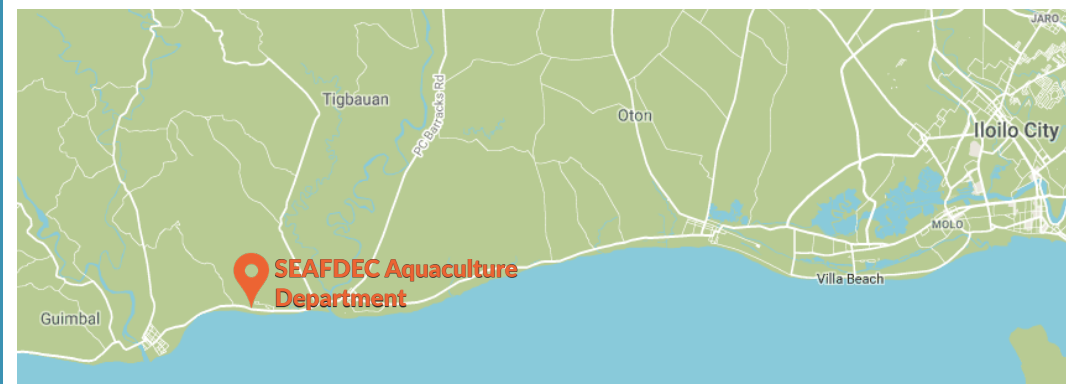 JARO
Tigbauan
PC Barracks Rd
Oton
Iloilo City
MOLO
SEAFDEC Aquaculture
Department
Villa Beach
Guimbal